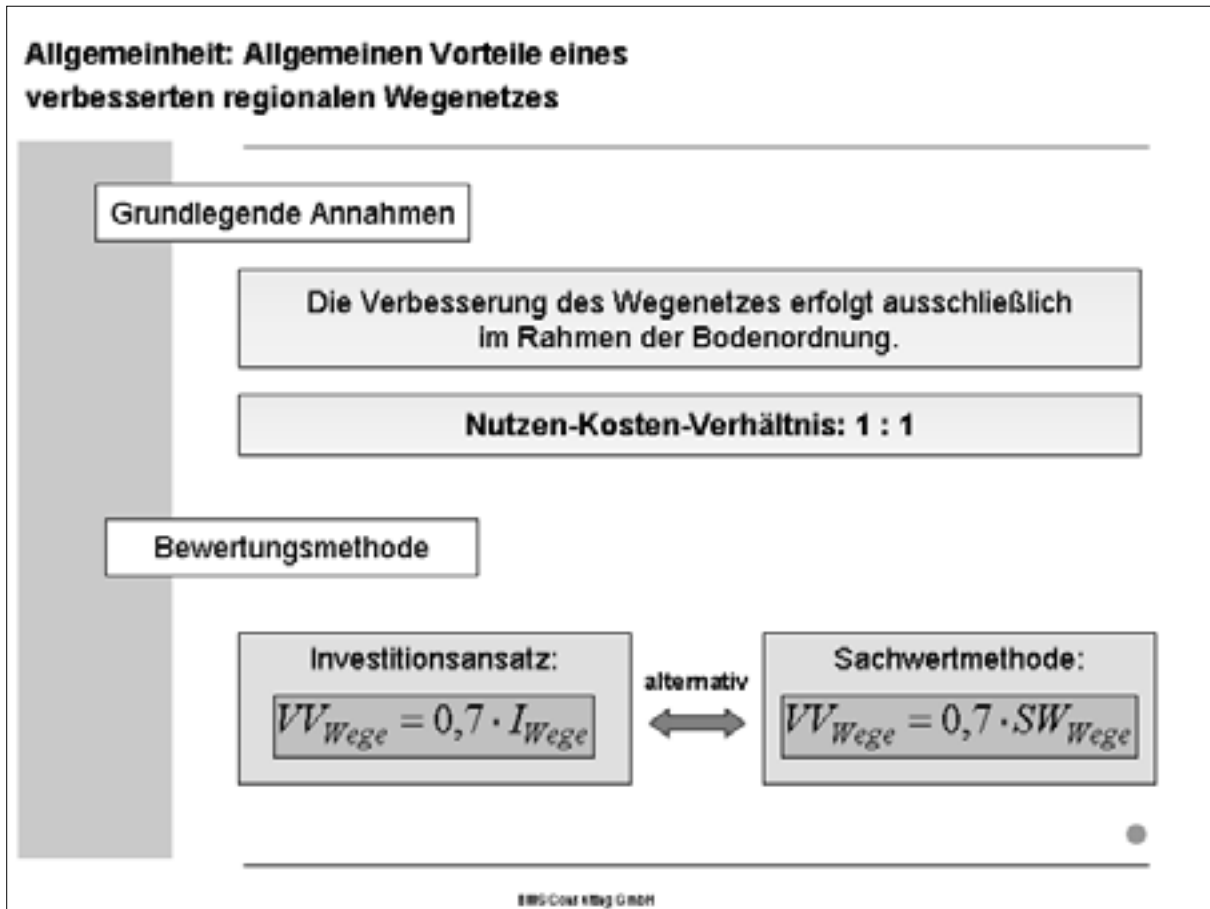 Allgemeinheit: Allgemeinen Vorteile eines
verbesserten regionalen Wegenetzes
Grundlegende Annahmen
Die Verbesserung des Wegenetzes erfolgt ausschließlich
im Rahmen der Bodenordnung.
Nutzen-Kosten-Verhältnis: 1 : 1
Bewertungsmethode
Investitionsansatz:
VV_Wege = 0,7 · I_Wege
alternativ
Sachwertmethode:
VV_Wege = 0,7 · SW_Wege
GmbH